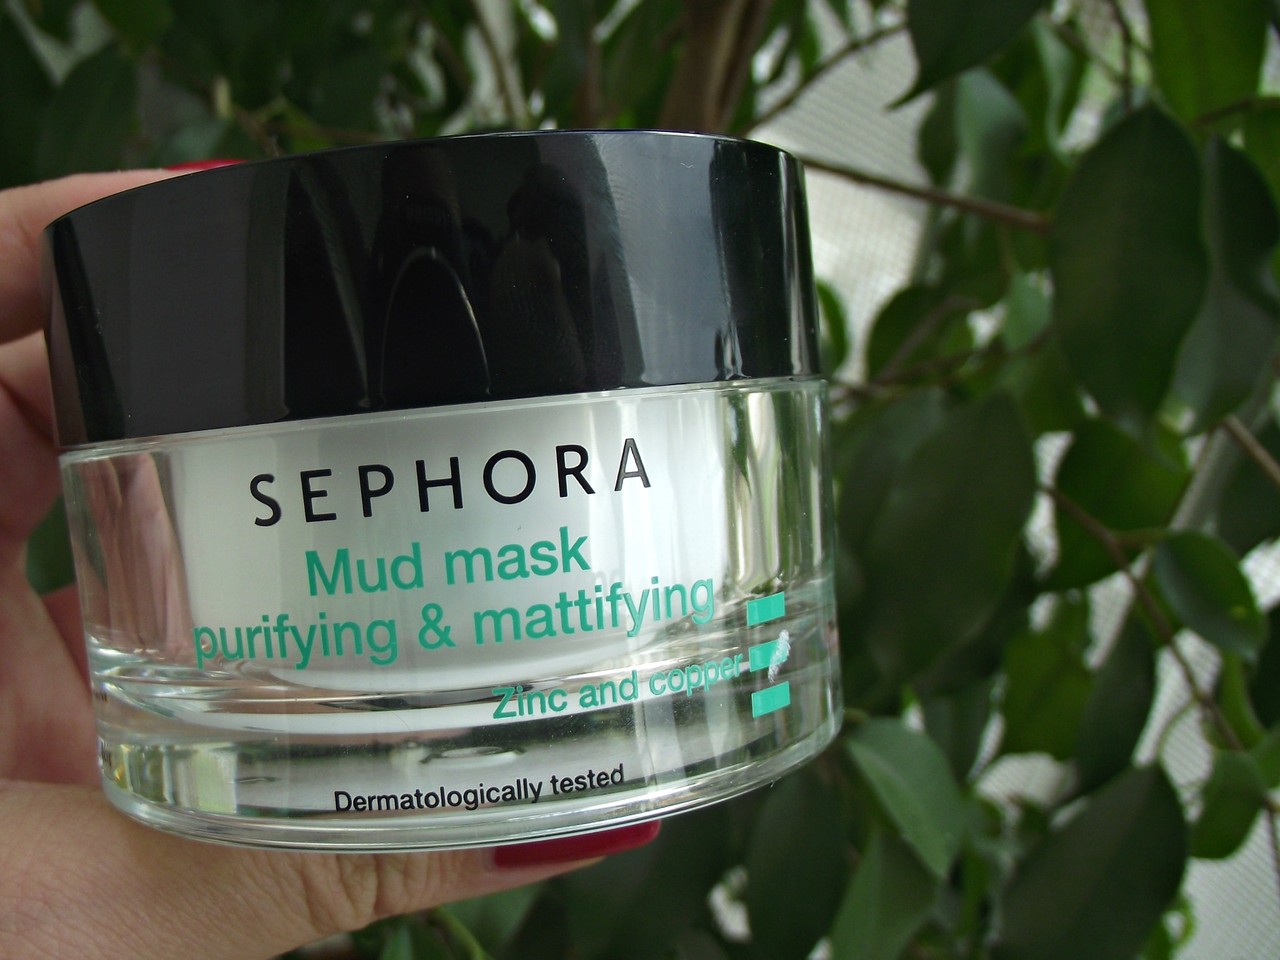 SEPHORA
Mud mask
purifying & mattifying
Zinc and copper
Dermatologically tested